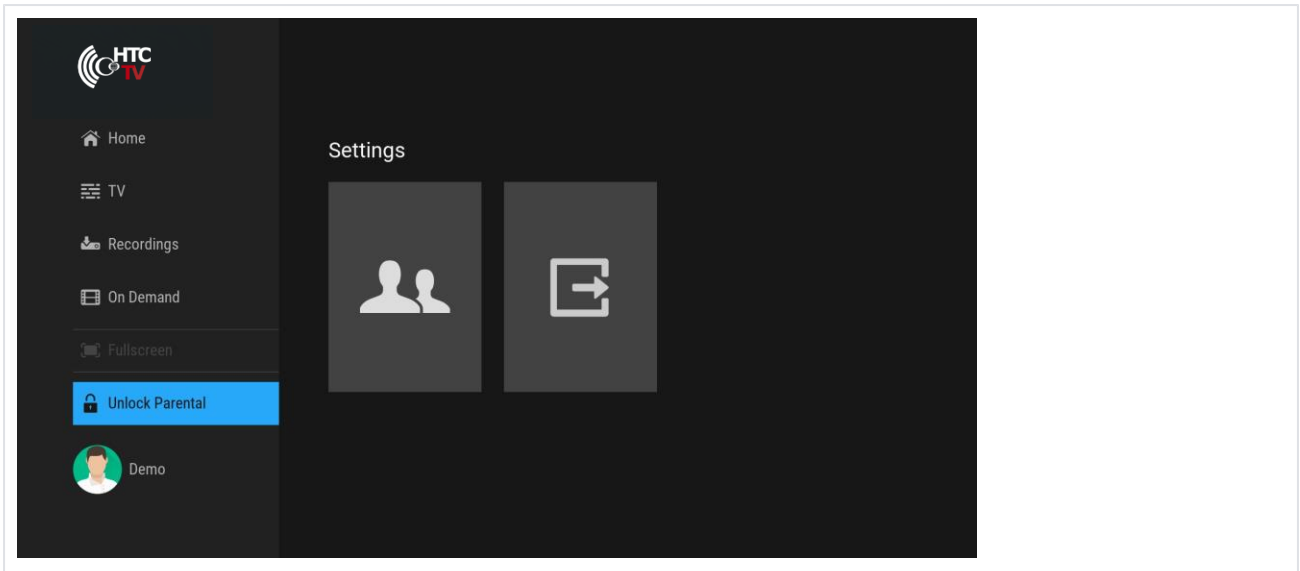 HTC
TV
Home
TV
Recordings
On Demand
Fullscreen
Unlock Parental
Demo
Settings